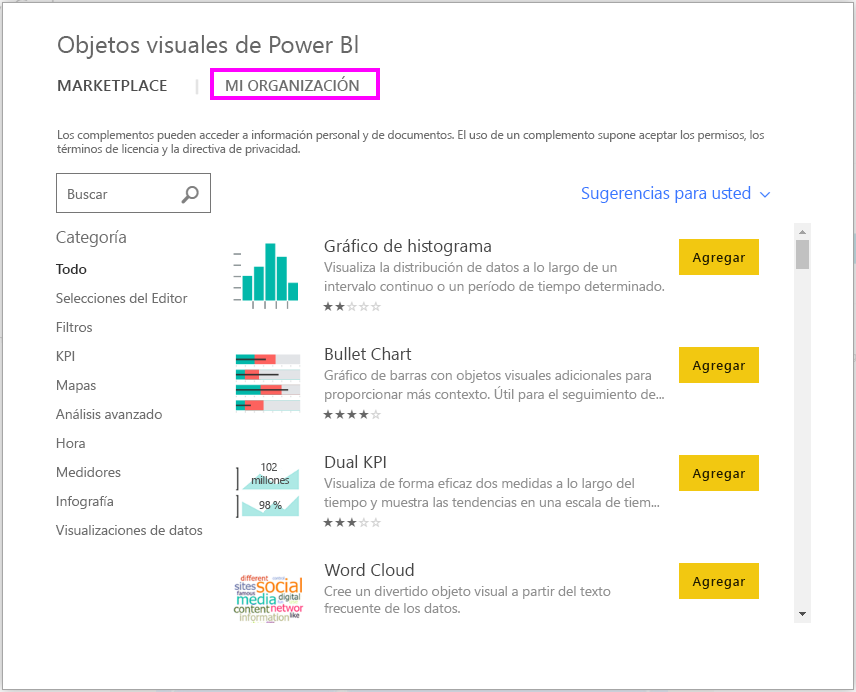 Objetos visuales de Power BI
MARKETPLACE | MI ORGANIZACIÓN
Los complementos pueden acceder a información personal y de documentos. El uso de un complemento supone aceptar los permisos, los
términos de licencia y la directiva de privacidad.
Buscar
Sugerencias para usted
Categoría
Todo
Selecciones del Editor
Filtros
KPI
Mapas
Análisis avanzado
Hora
Medidores
Infografía
Visualizaciones de datos
Gráfico de histograma
Visualiza la distribución de datos a lo largo de un
intervalo continuo o un período de tiempo determinado.
★★☆☆☆
Agregar
Bullet Chart
Gráfico de barras con objetos visuales adicionales para
proporcionar más contexto. Útil para el seguimiento de...
★★★★☆
Agregar
102
millones
98 %
Dual KPI
Visualiza de forma eficaz dos medidas a lo largo del
tiempo y muestra las tendencias en una escala de tiem...
★★★☆☆
Agregar
different
sites social
famous
media digital
content networ
information like
Word Cloud
Cree un divertido objeto visual a partir del texto
frecuente de los datos.
Agregar